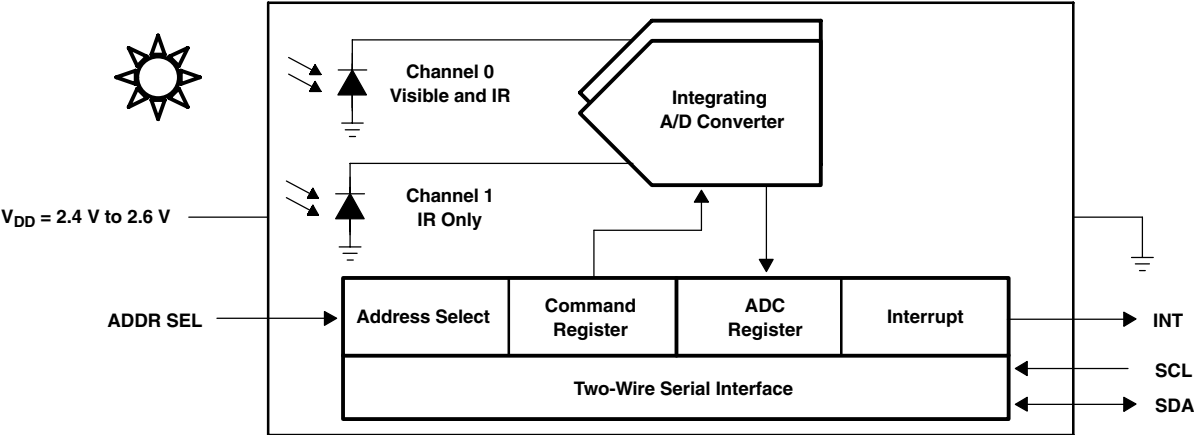 Channel 0
Visible and IR
Integrating
A/D Converter
Channel 1
IR Only
VDD = 2.4 V to 2.6 V
ADDR SEL
Address Select
Command
Register
ADC
Register
Interrupt
INT
Two-Wire Serial Interface
SCL
SDA